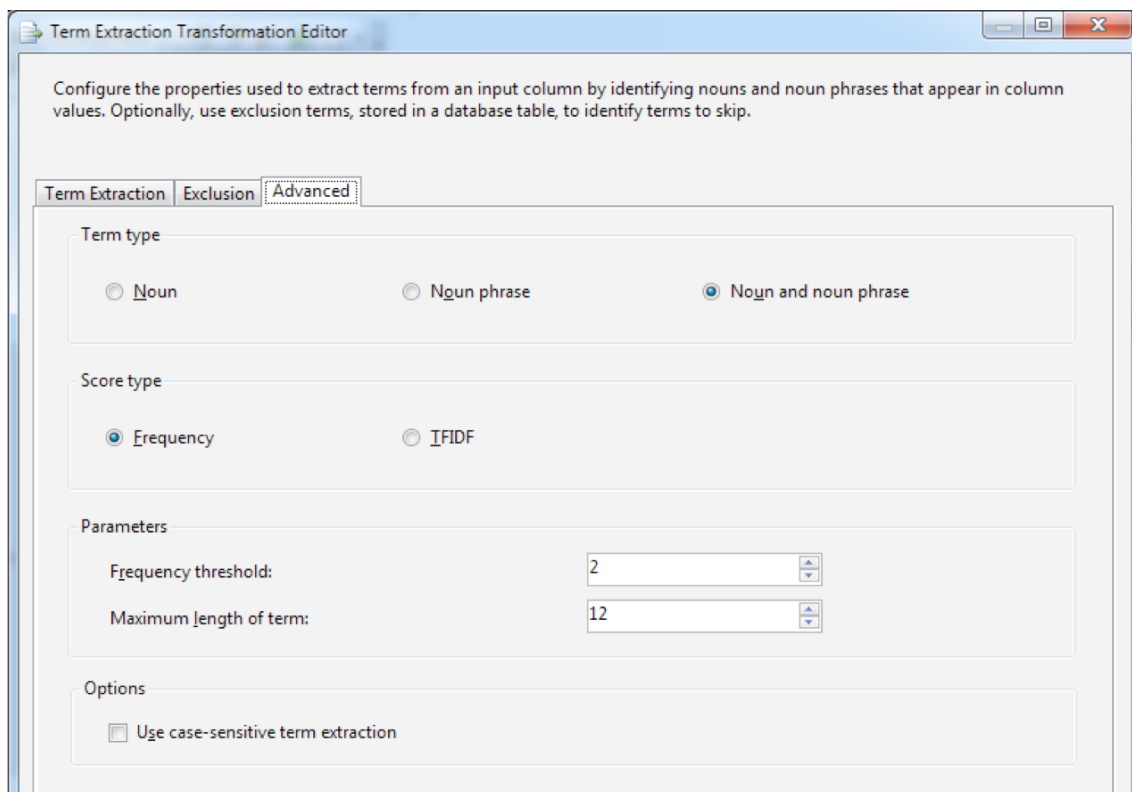 Term Extraction Transformation Editor
Configure the properties used to extract terms from an input column by identifying nouns and noun phrases that appear in column
values. Optionally, use exclusion terms, stored in a database table, to identify terms to skip.
Term Extraction Exclusion Advanced
Term type
Noun Noun phrase Noun and noun phrase
Score type
Frequency TFIDF
Parameters
Frequency threshold: 2
Maximum length of term: 12
Options
Use case-sensitive term extraction